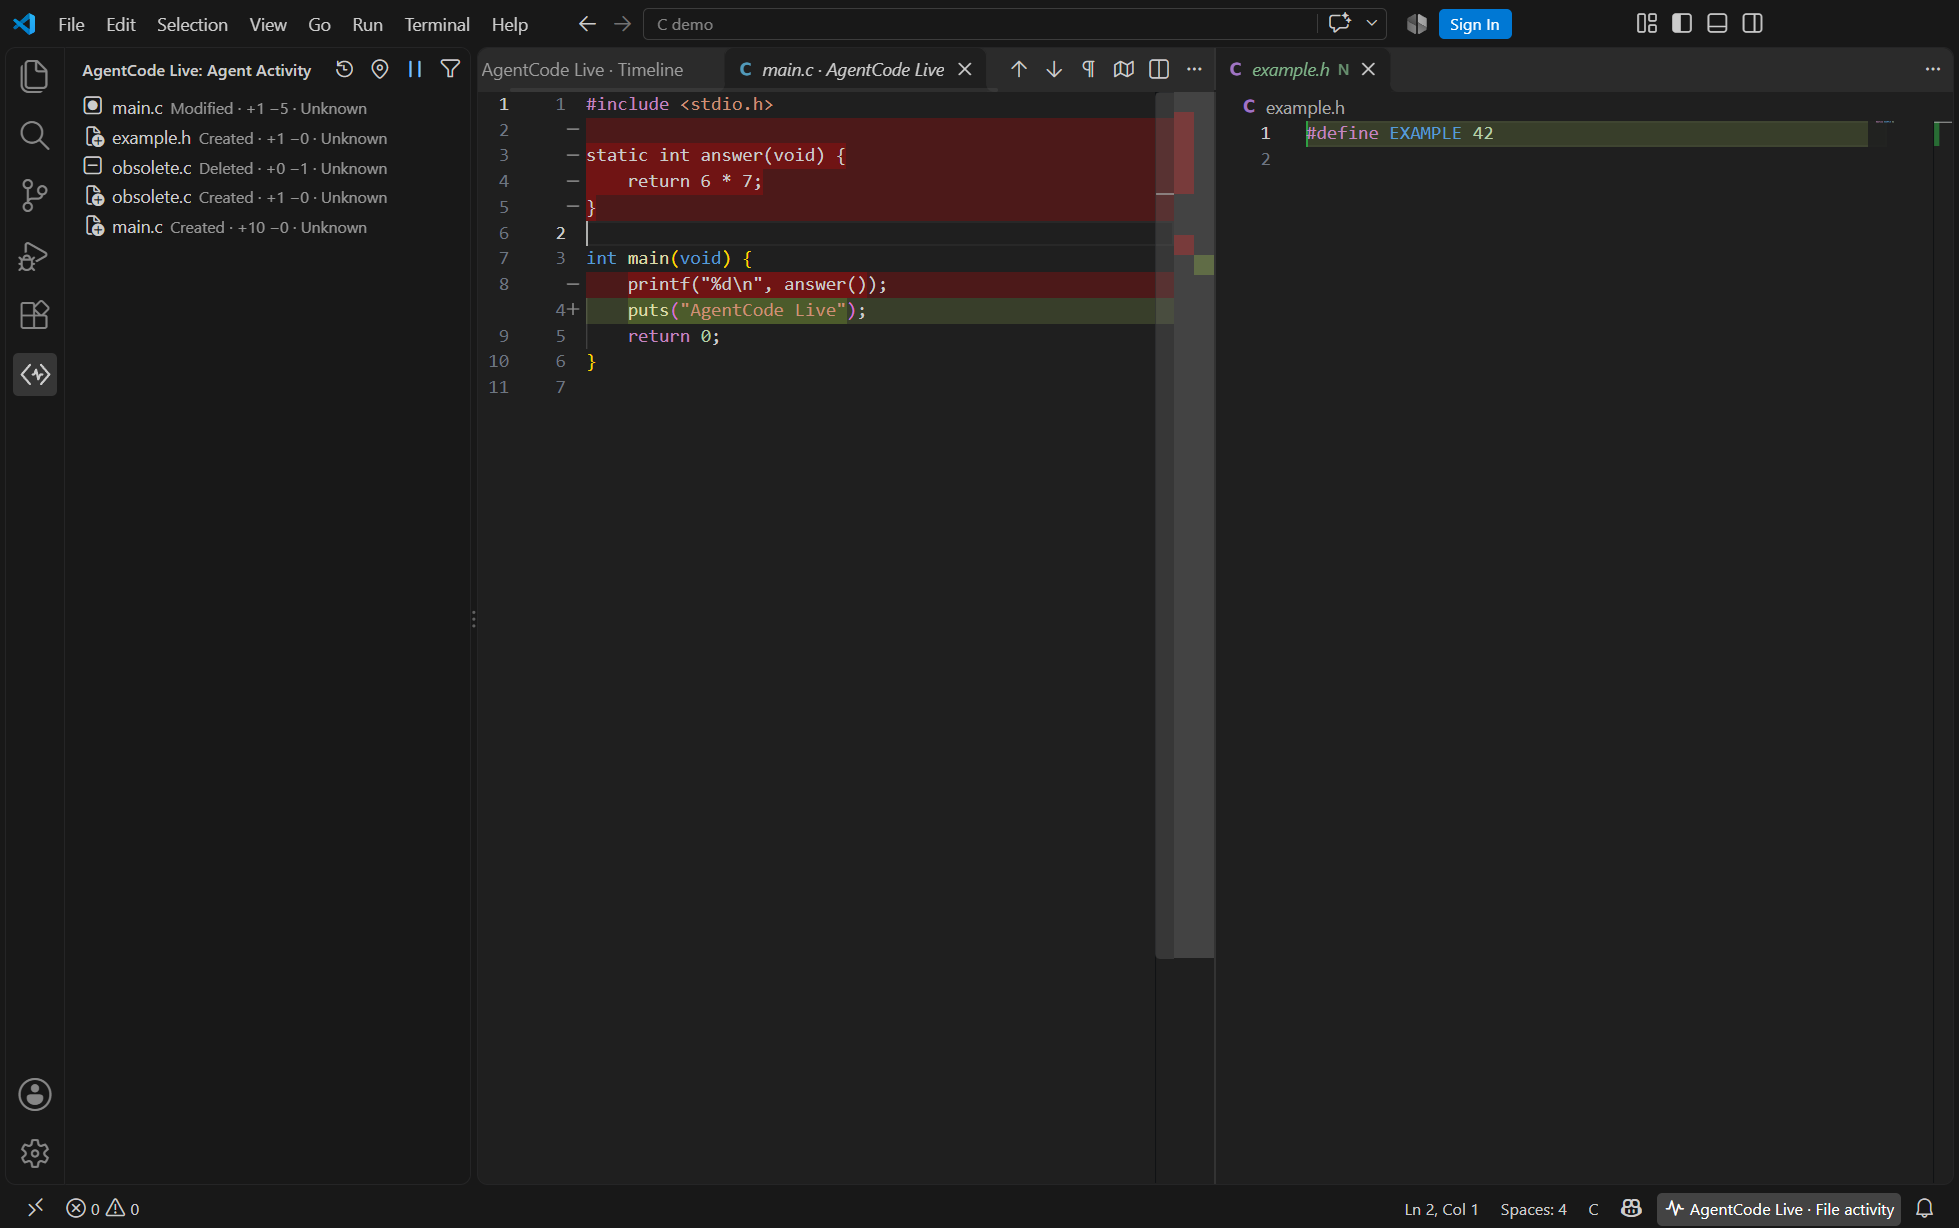 File Edit Selection View Go Run Terminal Help
C demo
Sign In
AgentCode Live: Agent Activity
main.c Modified · +1 −5 · Unknown
example.h Created · +1 −0 · Unknown
obsolete.c Deleted · +0 −1 · Unknown
obsolete.c Created · +1 −0 · Unknown
main.c Created · +10 −0 · Unknown
AgentCode Live · Timeline
C main.c · AgentCode Live
1 1 #include <stdio.h>
2 −
3 − static int answer(void) {
4 − return 6 * 7;
5 − }
6 2
7 3 int main(void) {
8 − printf("%d\n", answer());
4+ puts("AgentCode Live");
9 5 return 0;
10 6 }
11 7
C example.h N
C example.h
1 #define EXAMPLE 42
2
0 0
Ln 2, Col 1 Spaces: 4 C AgentCode Live · File activity